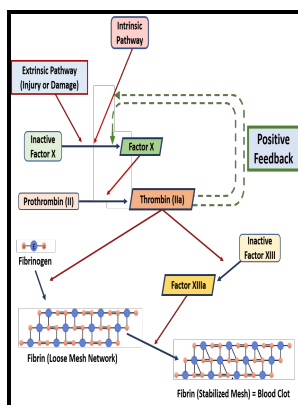 Intrinsic
Pathway
Extrinsic Pathway
(Injury or Damage)
Inactive
Factor X
Factor X
Positive
Feedback
Prothrombin (II)
Thrombin (IIa)
Fibrinogen
Inactive
Factor XIII
Factor XIIIa
Fibrin (Loose Mesh Network)
Fibrin (Stabilized Mesh) = Blood Clot